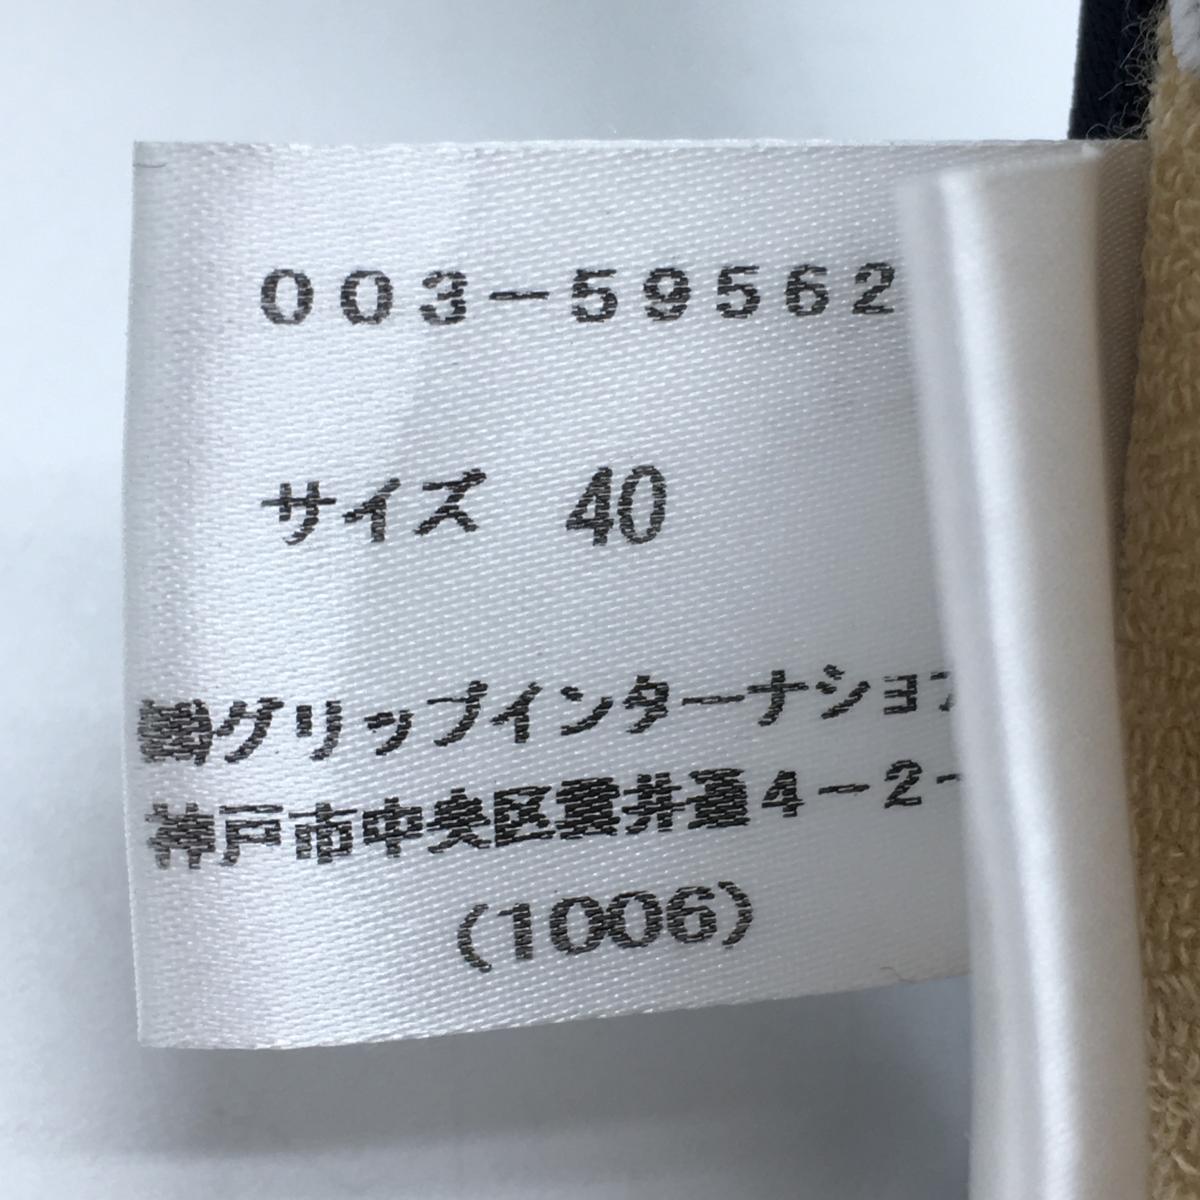 003-59562
サイズ 40
㈱グリップインターナショ
神戸市中央区雲井通4-2-
(1006)